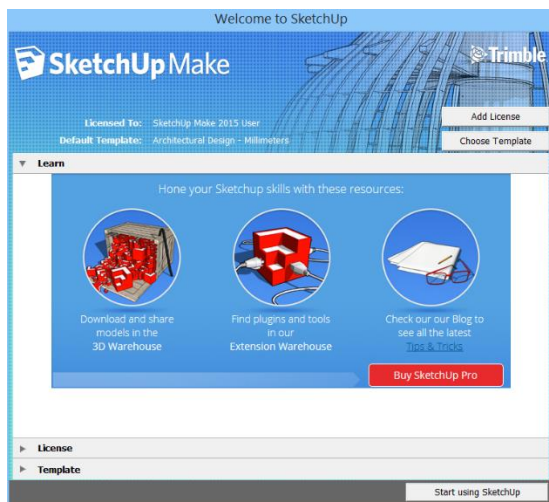 Welcome to SketchUp
SketchUp Make
Trimble
Licensed To: SketchUp Make 2015 User
Add License
Default Template: Architectural Design - Millimeters
Choose Template
Learn
Hone your Sketchup skills with these resources:
Download and share
models in the
3D Warehouse
Find plugins and tools
in our
Extension Warehouse
Check our our Blog to
see all the latest
Tips & Tricks
Buy SketchUp Pro
License
Template
Start using SketchUp